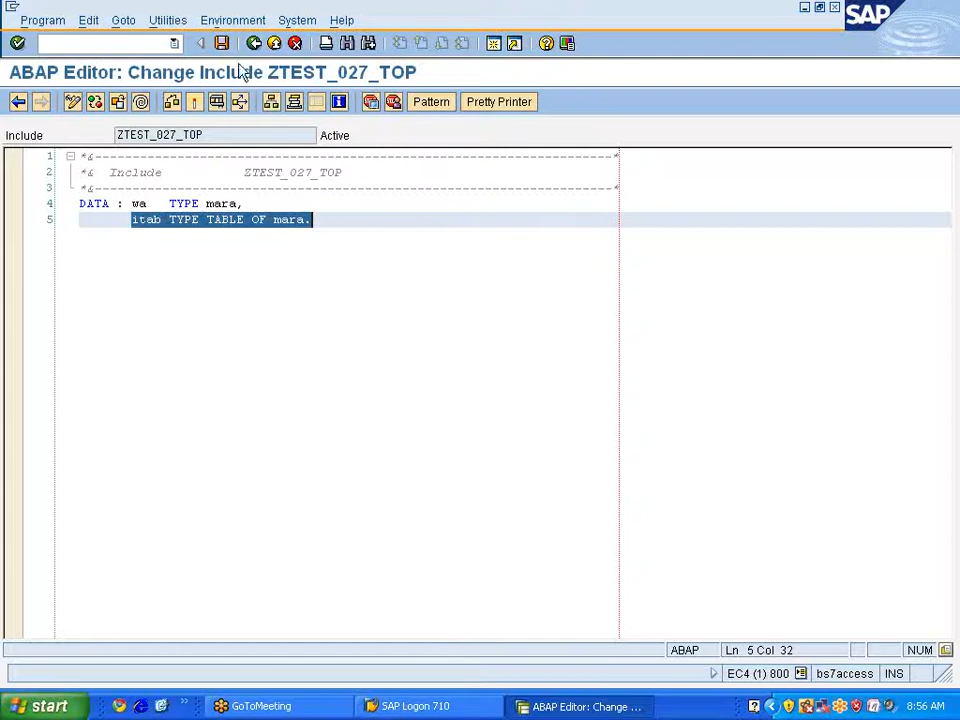 Program Edit Goto Utilities Environment System Help
SAP
ABAP Editor: Change Include ZTEST_027_TOP
Pattern Pretty Printer
Include ZTEST_027_TOP Active
1 *&---------------------------------------------------------------------*
2 *&  Include           ZTEST_027_TOP
3 *&---------------------------------------------------------------------*
4 DATA : wa   TYPE mara,
5        itab TYPE TABLE OF mara.
ABAP Ln 5 Col 32 NUM
EC4 (1) 800 bs7access INS
start GoToMeeting SAP Logon 710 ABAP Editor: Change ... 8:56 AM